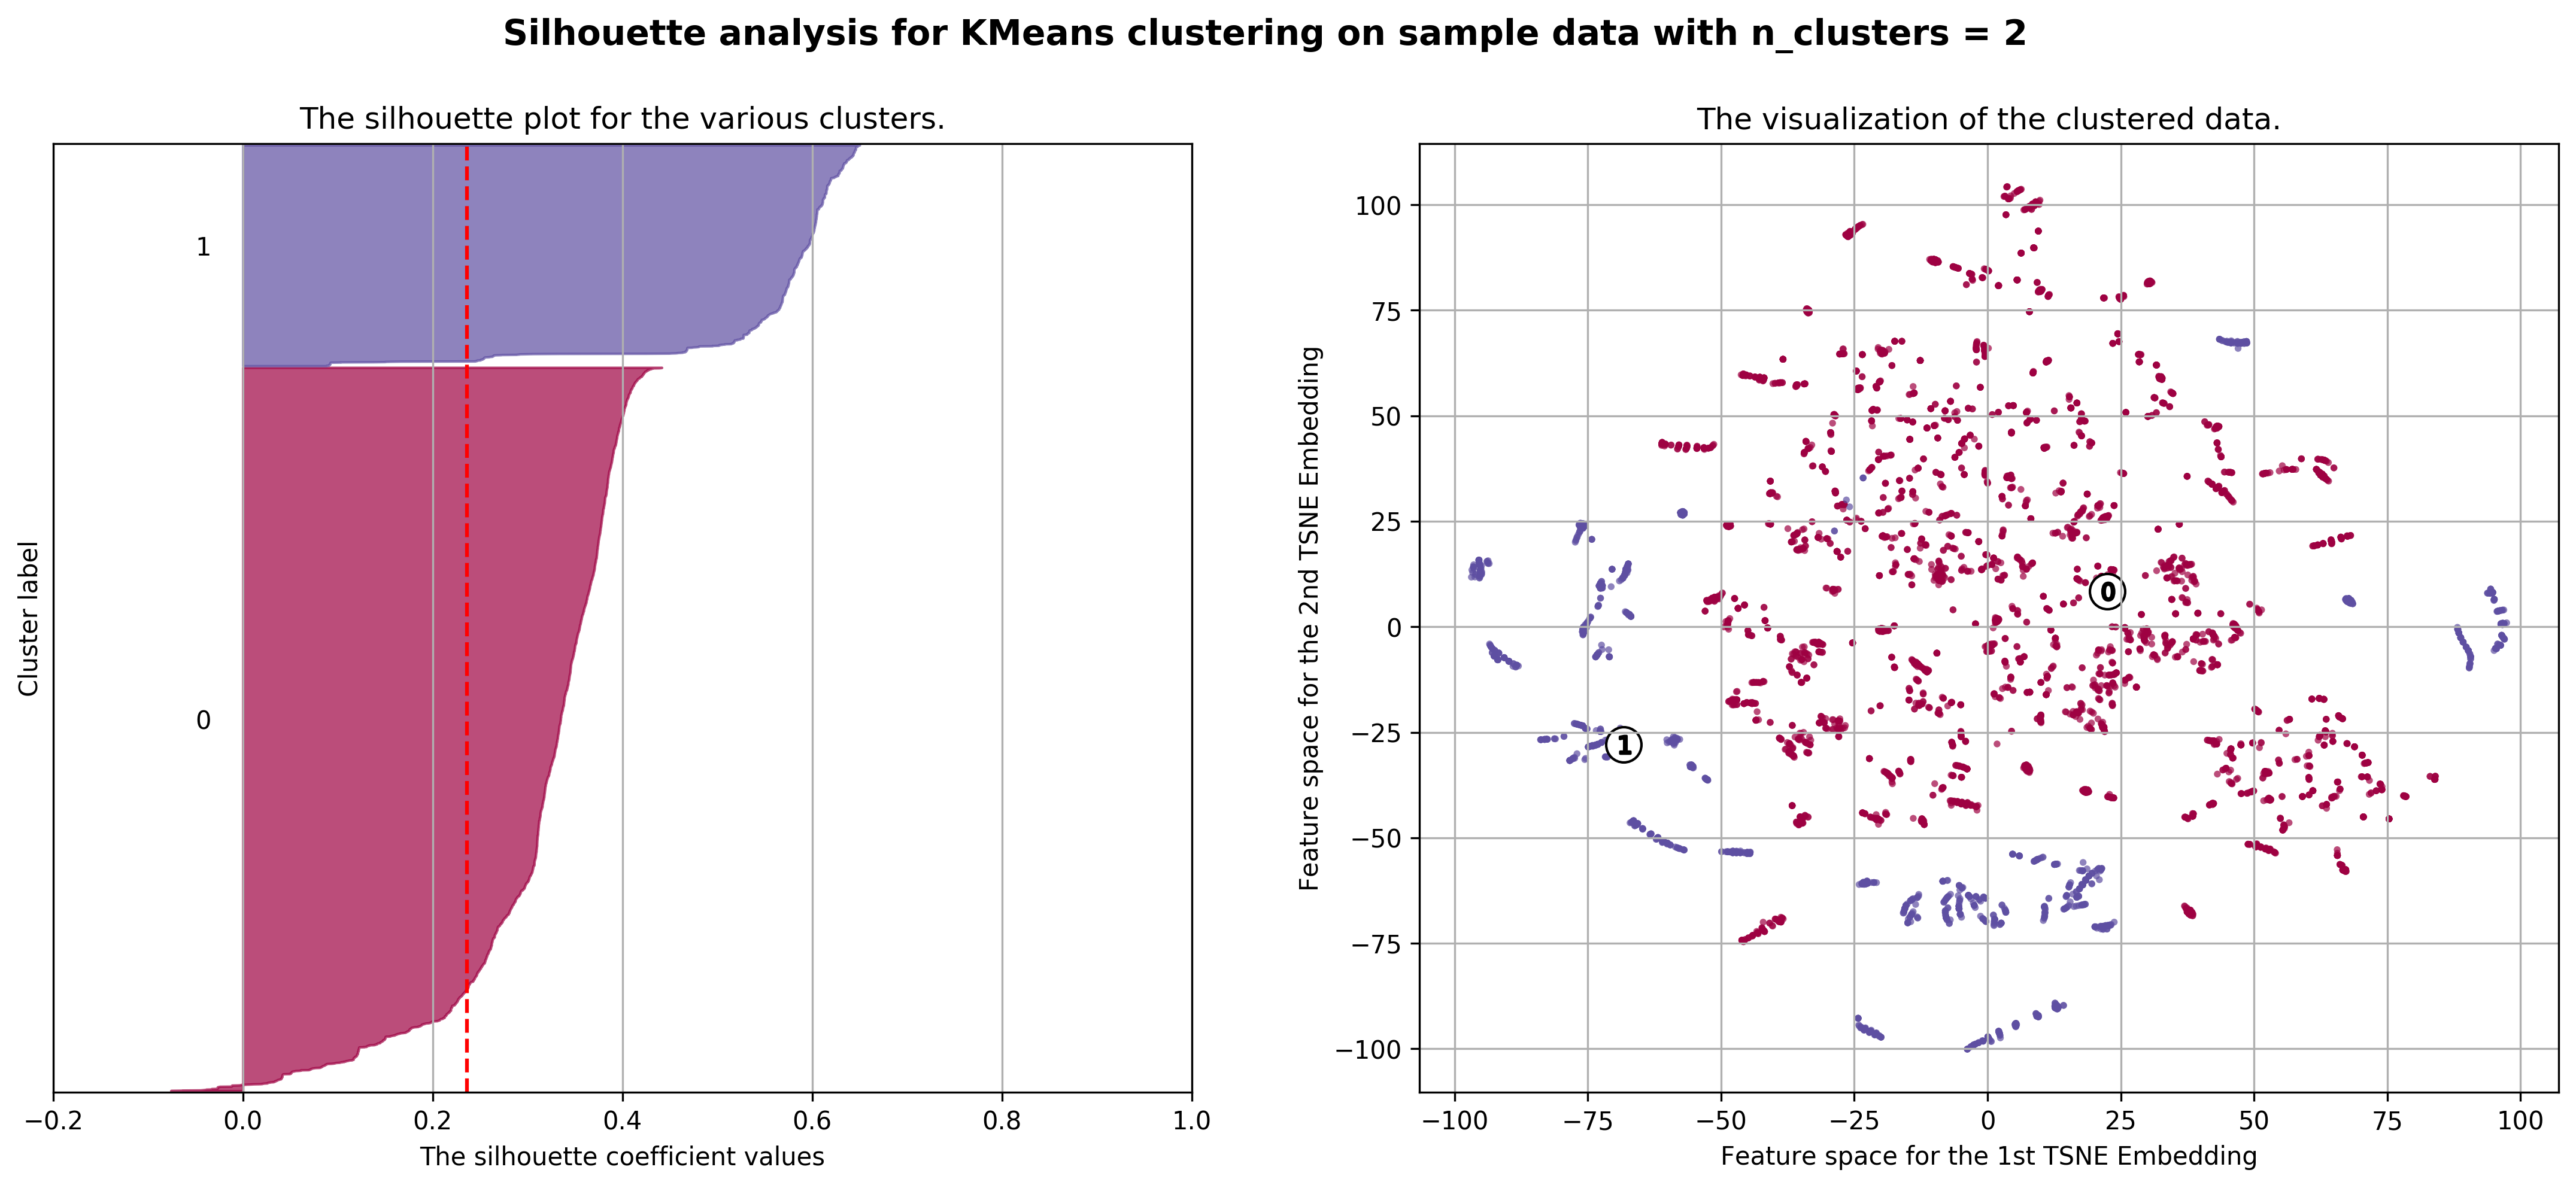 Silhouette analysis for KMeans clustering on sample data with n_clusters = 2
The silhouette plot for the various clusters.
1
0
Cluster label
−0.2 0.0 0.2 0.4 0.6 0.8 1.0
The silhouette coefficient values
The visualization of the clustered data.
100
75
50
25
0
−25
−50
−75
−100
Feature space for the 2nd TSNE Embedding
0
1
−100 −75 −50 −25 0 25 50 75 100
Feature space for the 1st TSNE Embedding